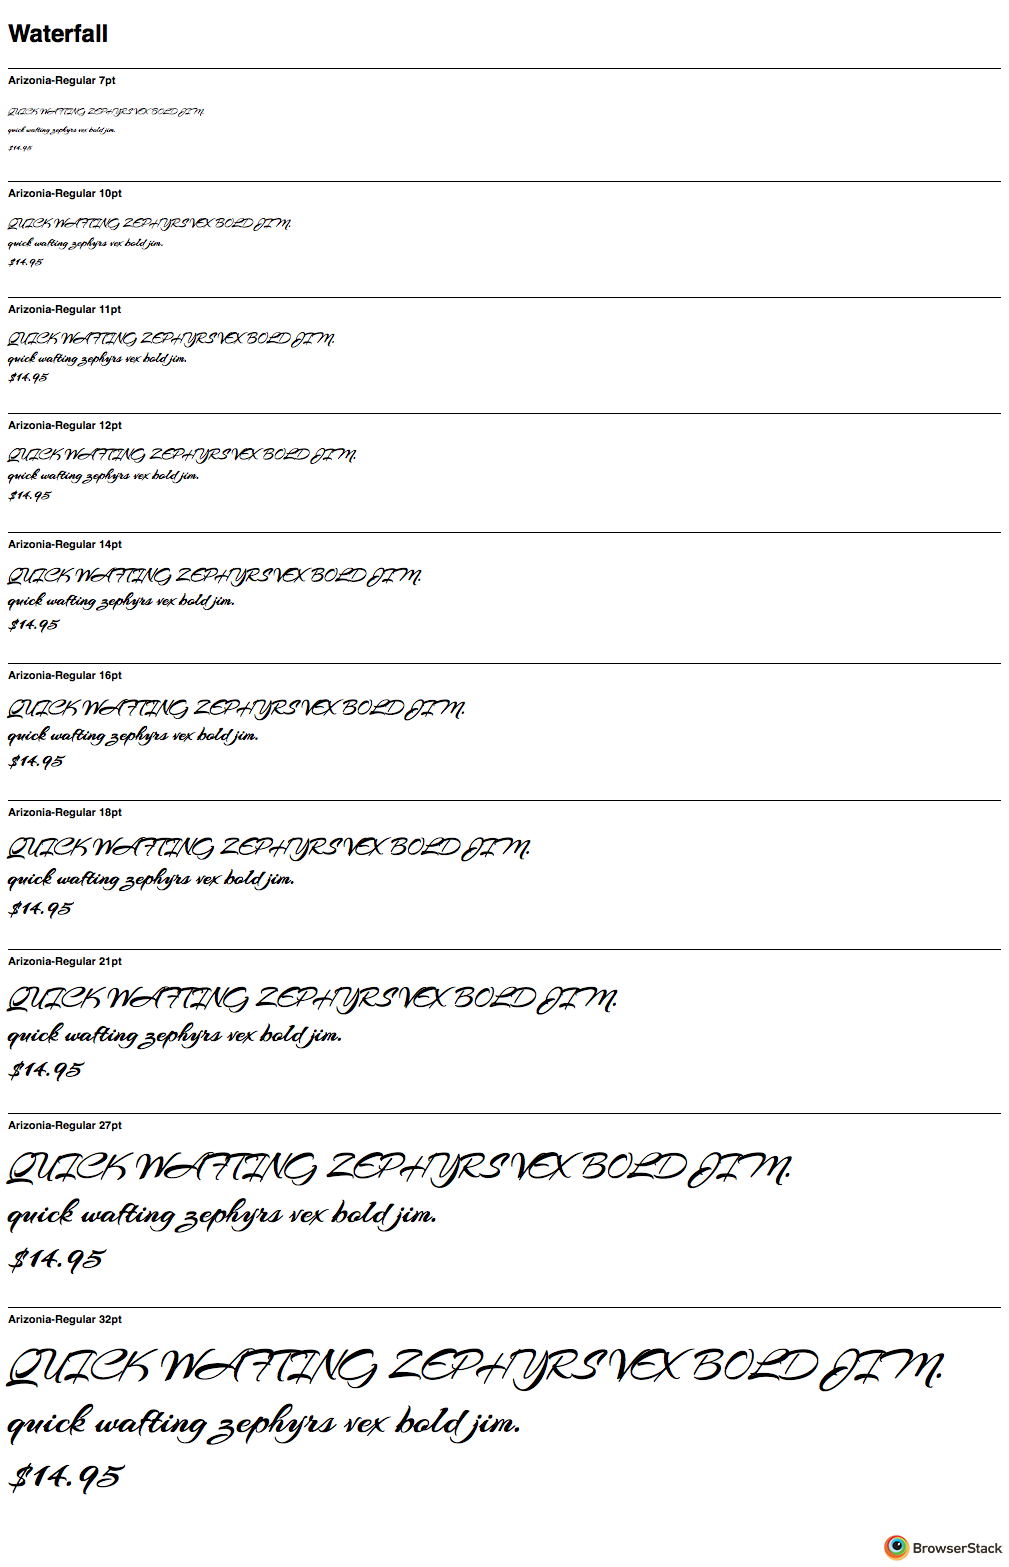 Waterfall
Arizonia-Regular 7pt
QUICK WAFTING ZEPHYRS VEX BOLD JIM.
quick wafting zephyrs vex bold jim.
$14.95
Arizonia-Regular 10pt
QUICK WAFTING ZEPHYRS VEX BOLD JIM.
quick wafting zephyrs vex bold jim.
$14.95
Arizonia-Regular 11pt
QUICK WAFTING ZEPHYRS VEX BOLD JIM.
quick wafting zephyrs vex bold jim.
$14.95
Arizonia-Regular 12pt
QUICK WAFTING ZEPHYRS VEX BOLD JIM.
quick wafting zephyrs vex bold jim.
$14.95
Arizonia-Regular 14pt
QUICK WAFTING ZEPHYRS VEX BOLD JIM.
quick wafting zephyrs vex bold jim.
$14.95
Arizonia-Regular 16pt
QUICK WAFTING ZEPHYRS VEX BOLD JIM.
quick wafting zephyrs vex bold jim.
$14.95
Arizonia-Regular 18pt
QUICK WAFTING ZEPHYRS VEX BOLD JIM.
quick wafting zephyrs vex bold jim.
$14.95
Arizonia-Regular 21pt
QUICK WAFTING ZEPHYRS VEX BOLD JIM.
quick wafting zephyrs vex bold jim.
$14.95
Arizonia-Regular 27pt
QUICK WAFTING ZEPHYRS VEX BOLD JIM.
quick wafting zephyrs vex bold jim.
$14.95
Arizonia-Regular 32pt
QUICK WAFTING ZEPHYRS VEX BOLD JIM.
quick wafting zephyrs vex bold jim.
$14.95
BrowserStack